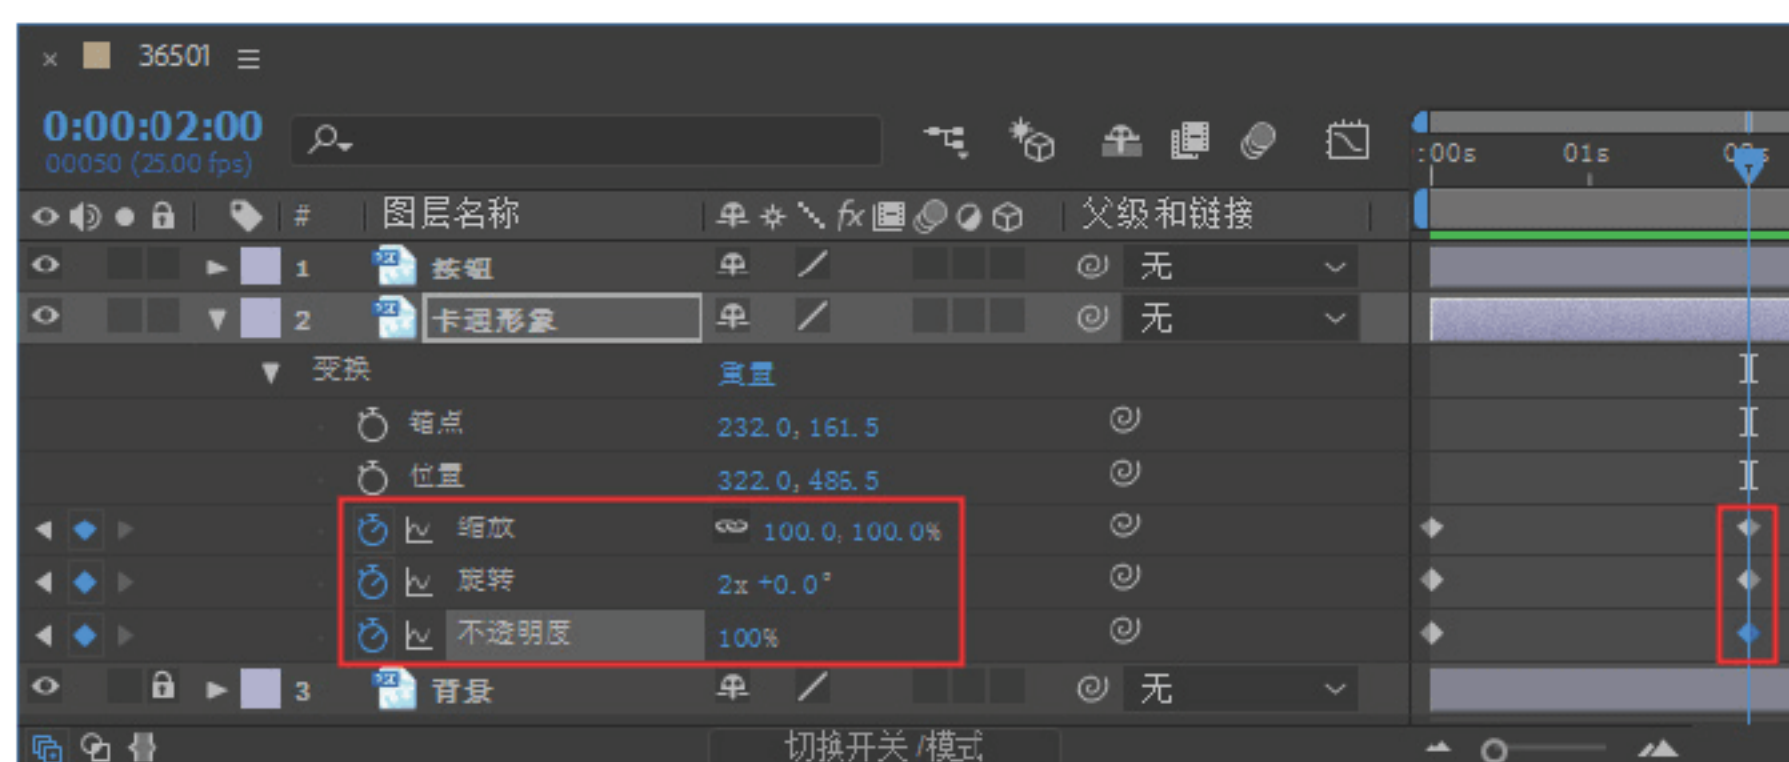 36501
0:00:02:00
00050 (25.00 fps)
:00s 01s
# 图层名称 fx 父级和链接
1 按钮 无
2 卡通形象 无
变换 重置
锚点 232.0, 161.5
位置 322.0, 486.5
缩放 100.0, 100.0%
旋转 2x +0.0°
不透明度 100%
3 背景 无
切换开关/模式